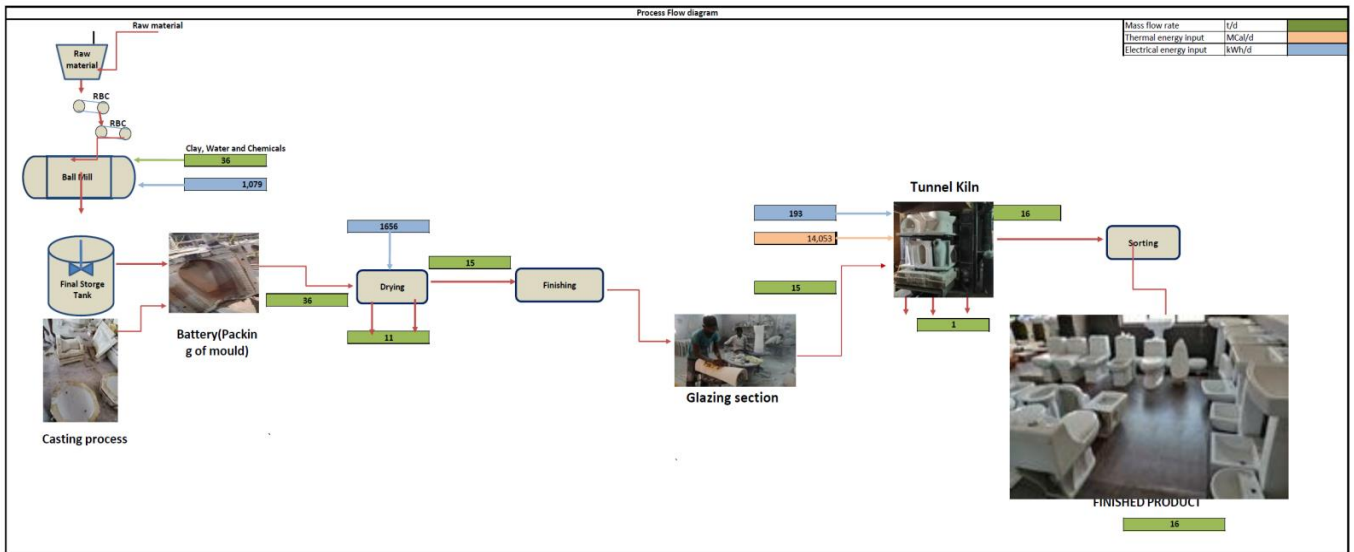 Process Flow diagram
Mass flow rate t/d
Thermal energy input MCal/d
Electrical energy input kWh/d
Raw material
Raw
material
RBC
RBC
Clay, Water and Chemicals
36
Ball Mill
1,079
Final Storge
Tank
Casting process
Battery(Packin
g of mould)
36
1656
Drying
11
15
Finishing
Glazing section
Tunnel Kiln
193
14,053
15
16
1
Sorting
FINISHED PRODUCT
16